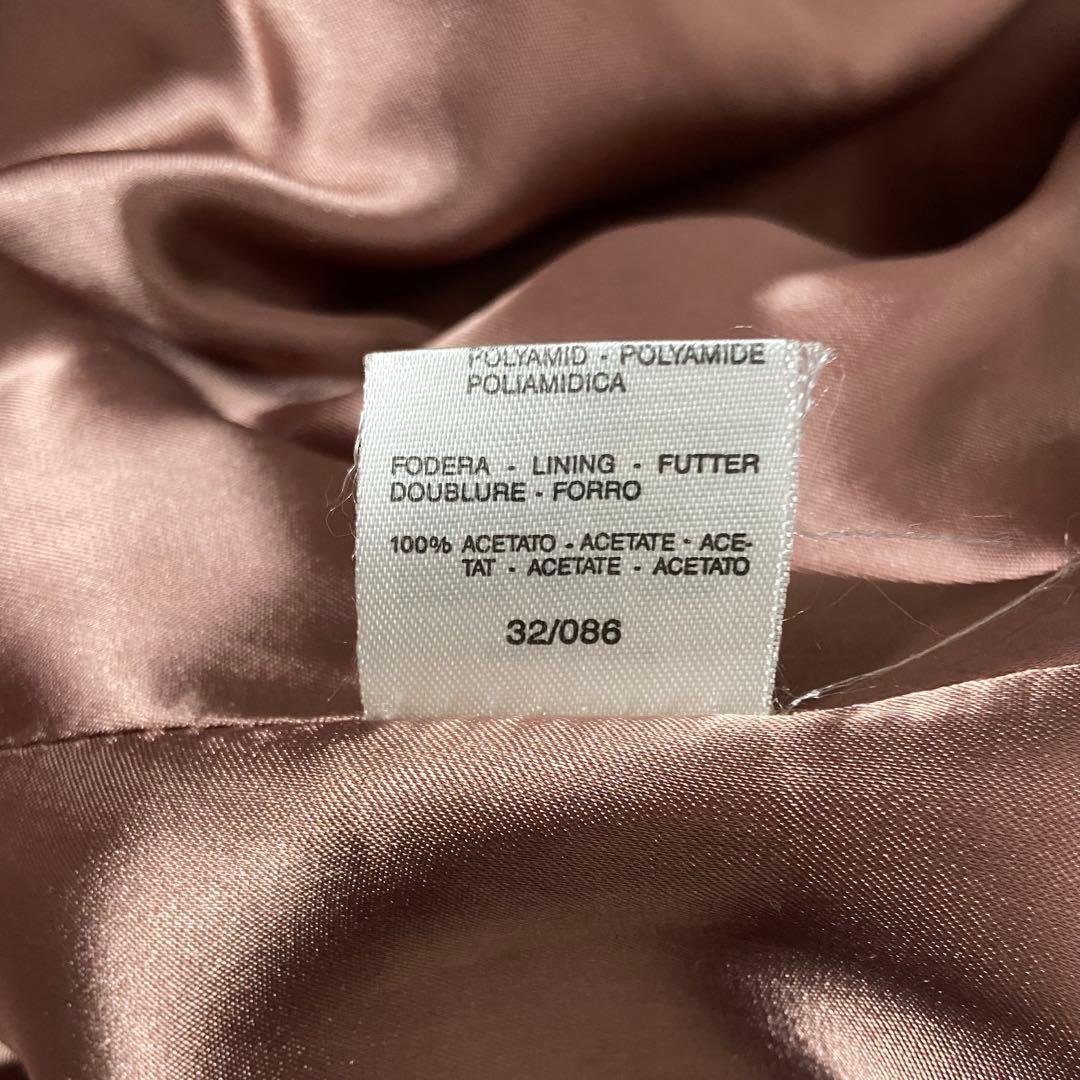 POLYAMID - POLYAMIDE
POLIAMIDICA
FODERA - LINING - FUTTER
DOUBLURE - FORRO
100% ACETATO - ACETATE - ACE-
TAT - ACETATE - ACETATO
32/086